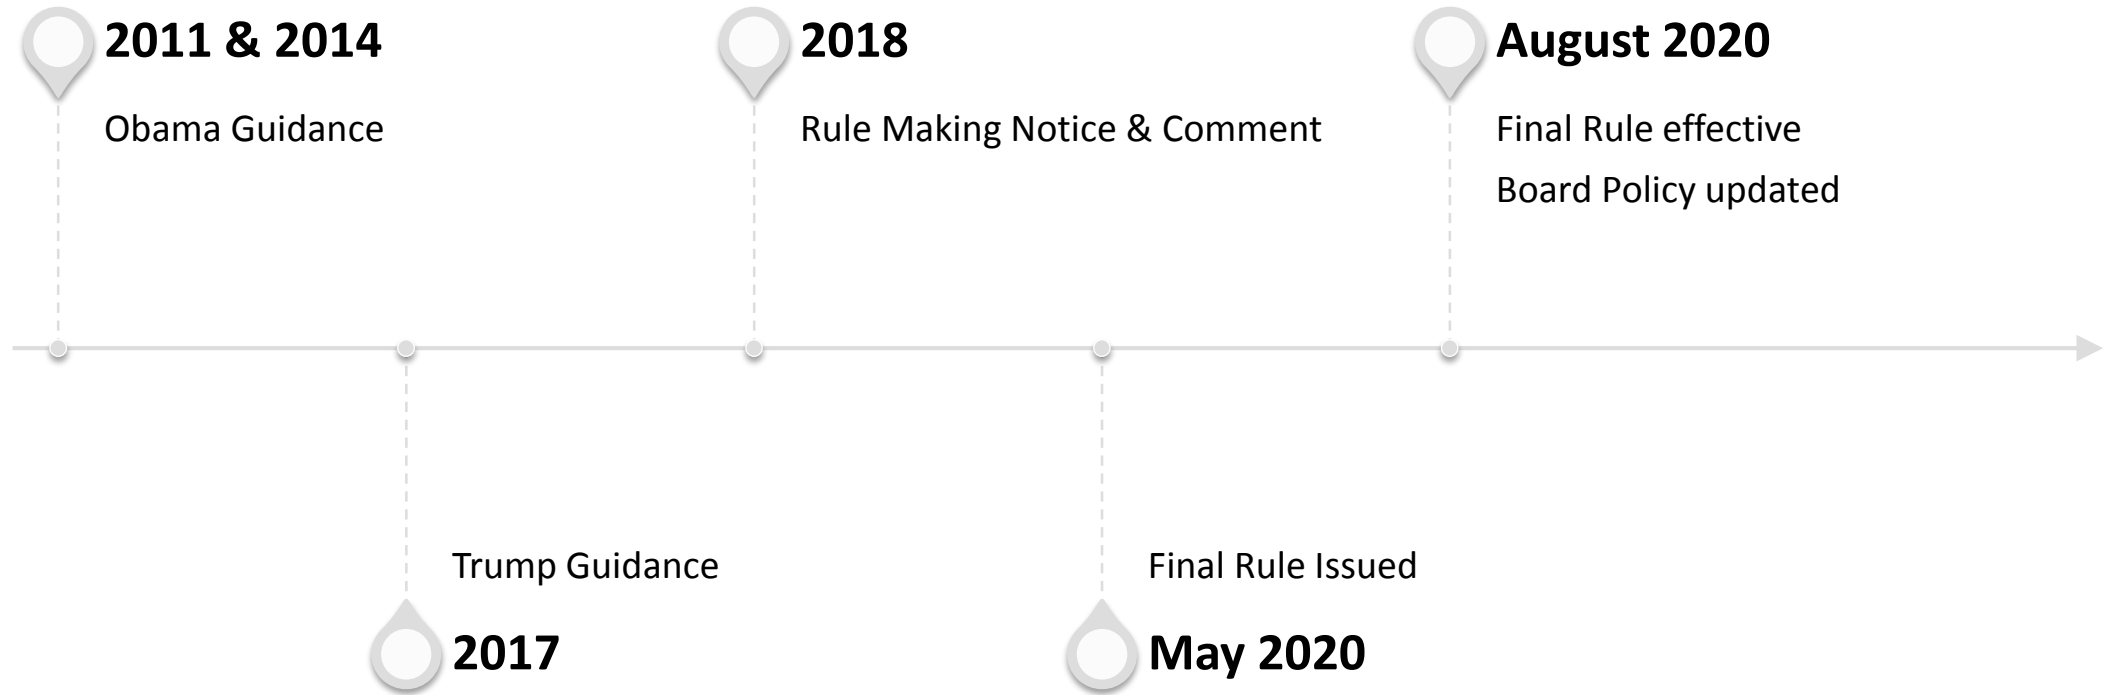 2011 & 2014
Obama Guidance
Trump Guidance
2017
2018
Rule Making Notice & Comment
Final Rule Issued
May 2020
August 2020
Final Rule effective
Board Policy updated